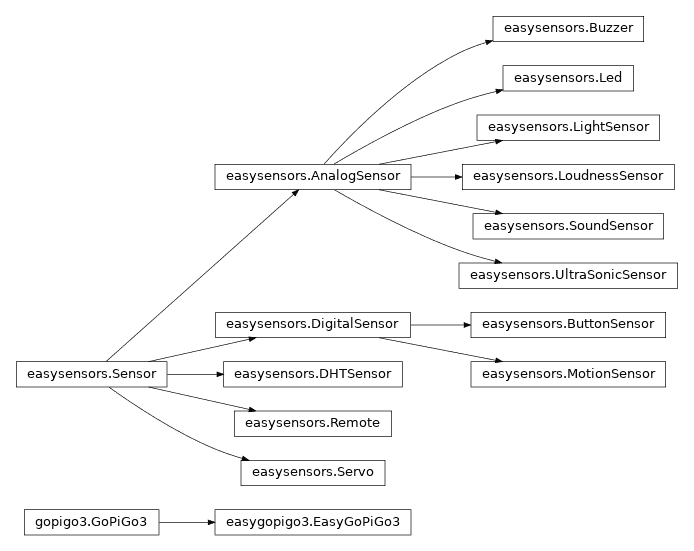 easysensors.Buzzer
easysensors.Led
easysensors.LightSensor
easysensors.AnalogSensor
easysensors.LoudnessSensor
easysensors.SoundSensor
easysensors.UltraSonicSensor
easysensors.DigitalSensor
easysensors.ButtonSensor
easysensors.Sensor
easysensors.DHTSensor
easysensors.MotionSensor
easysensors.Remote
easysensors.Servo
gopigo3.GoPiGo3
easygopigo3.EasyGoPiGo3